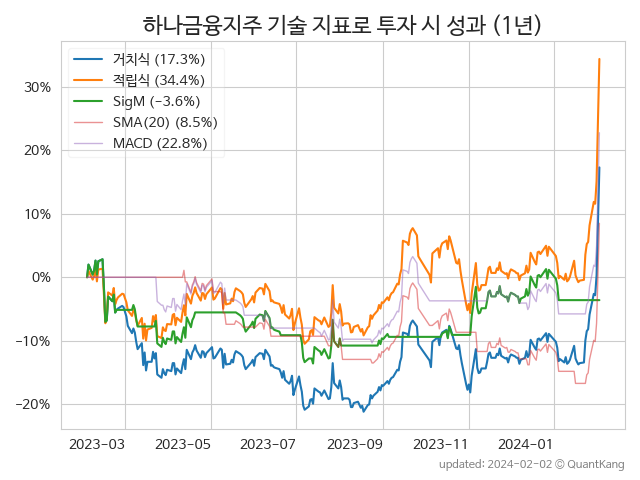 하나금융지주 기술 지표로 투자 시 성과 (1년)
거치식 (17.3%)
적립식 (34.4%)
SigM (−3.6%)
SMA(20) (8.5%)
MACD (22.8%)
30%
20%
10%
0%
−10%
−20%
2023-03 2023-05 2023-07 2023-09 2023-11 2024-01
updated: 2024-02-02 © QuantKang